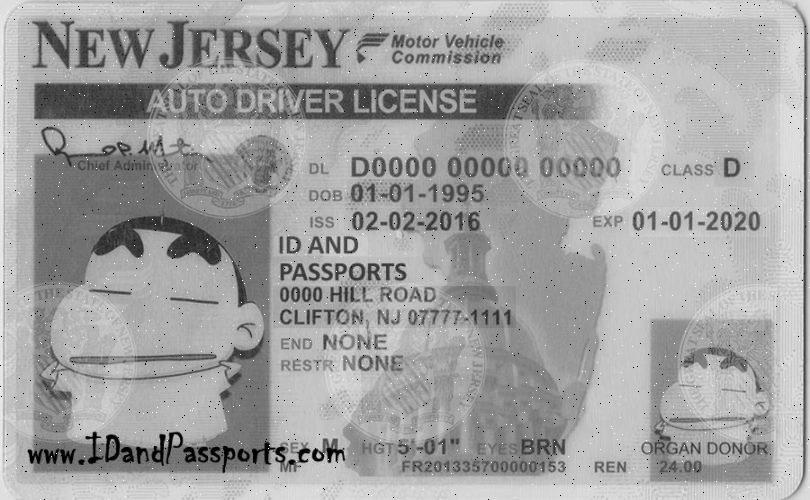 NEW JERSEY Motor Vehicle Commission
AUTO DRIVER LICENSE
Chief Administrator
DL D0000 00000 00000 CLASS D
DOB 01-01-1995
ISS 02-02-2016 EXP 01-01-2020
ID AND
PASSPORTS
0000 HILL ROAD
CLIFTON, NJ 07777-1111
END NONE
RESTR NONE
SEX M HGT 5'-01" EYES BRN ORGAN DONOR
www.IDandPassports.com
MF FR201335700000153 REN 24.00